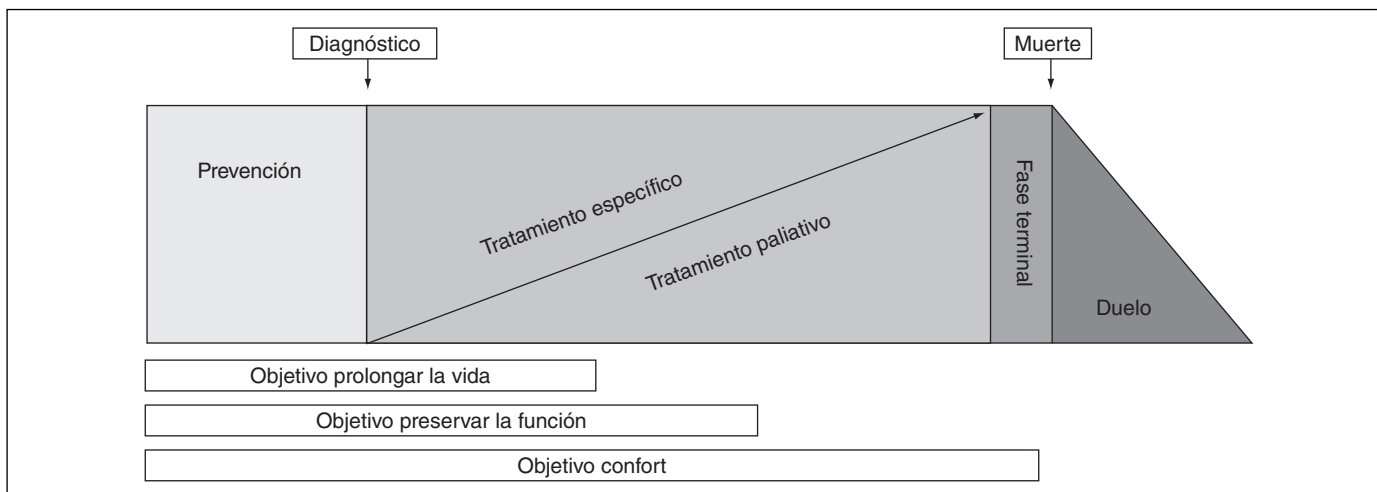 Diagnóstico
Muerte
Prevención
Tratamiento específico
Tratamiento paliativo
Fase terminal
Duelo
Objetivo prolongar la vida
Objetivo preservar la función
Objetivo confort